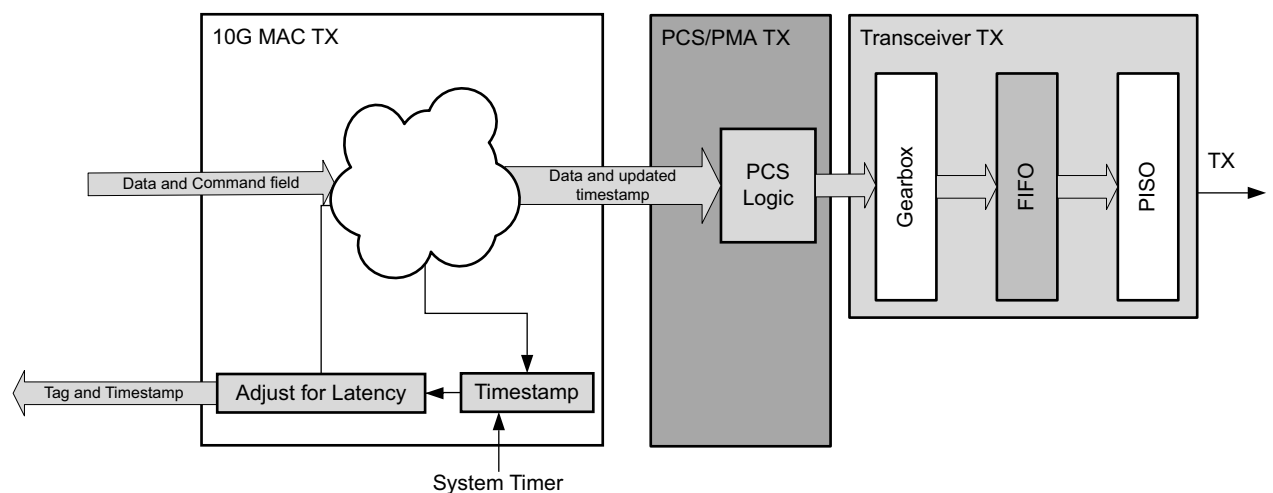 10G MAC TX
PCS/PMA TX
Transceiver TX
Data and Command field
Data and updated
timestamp
PCS
Logic
Gearbox
FIFO
PISO
TX
Tag and Timestamp
Adjust for Latency
Timestamp
System Timer